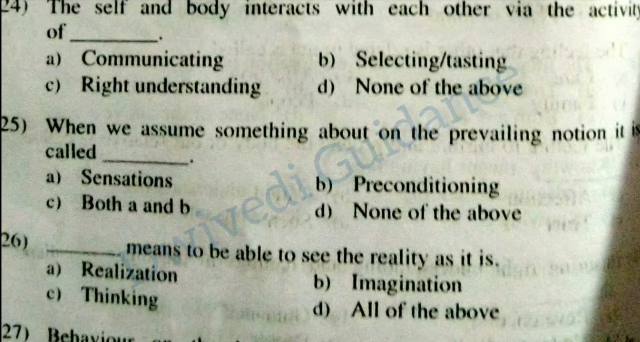 24) The self and body interacts with each other via the activity
of ________.
a) Communicating b) Selecting/tasting
c) Right understanding d) None of the above
25) When we assume something about on the prevailing notion it is
called ________.
a) Sensations b) Preconditioning
c) Both a and b d) None of the above
26) ________ means to be able to see the reality as it is.
a) Realization b) Imagination
c) Thinking d) All of the above
27) Behaviour
Guidance